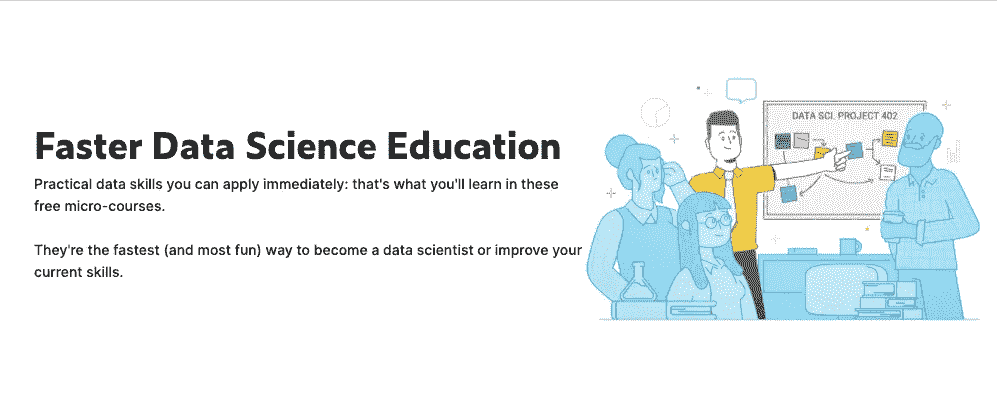 Faster Data Science Education
Practical data skills you can apply immediately: that's what you'll learn in these
free micro-courses.
They're the fastest (and most fun) way to become a data scientist or improve your
current skills.
DATA SCI. PROJECT 402